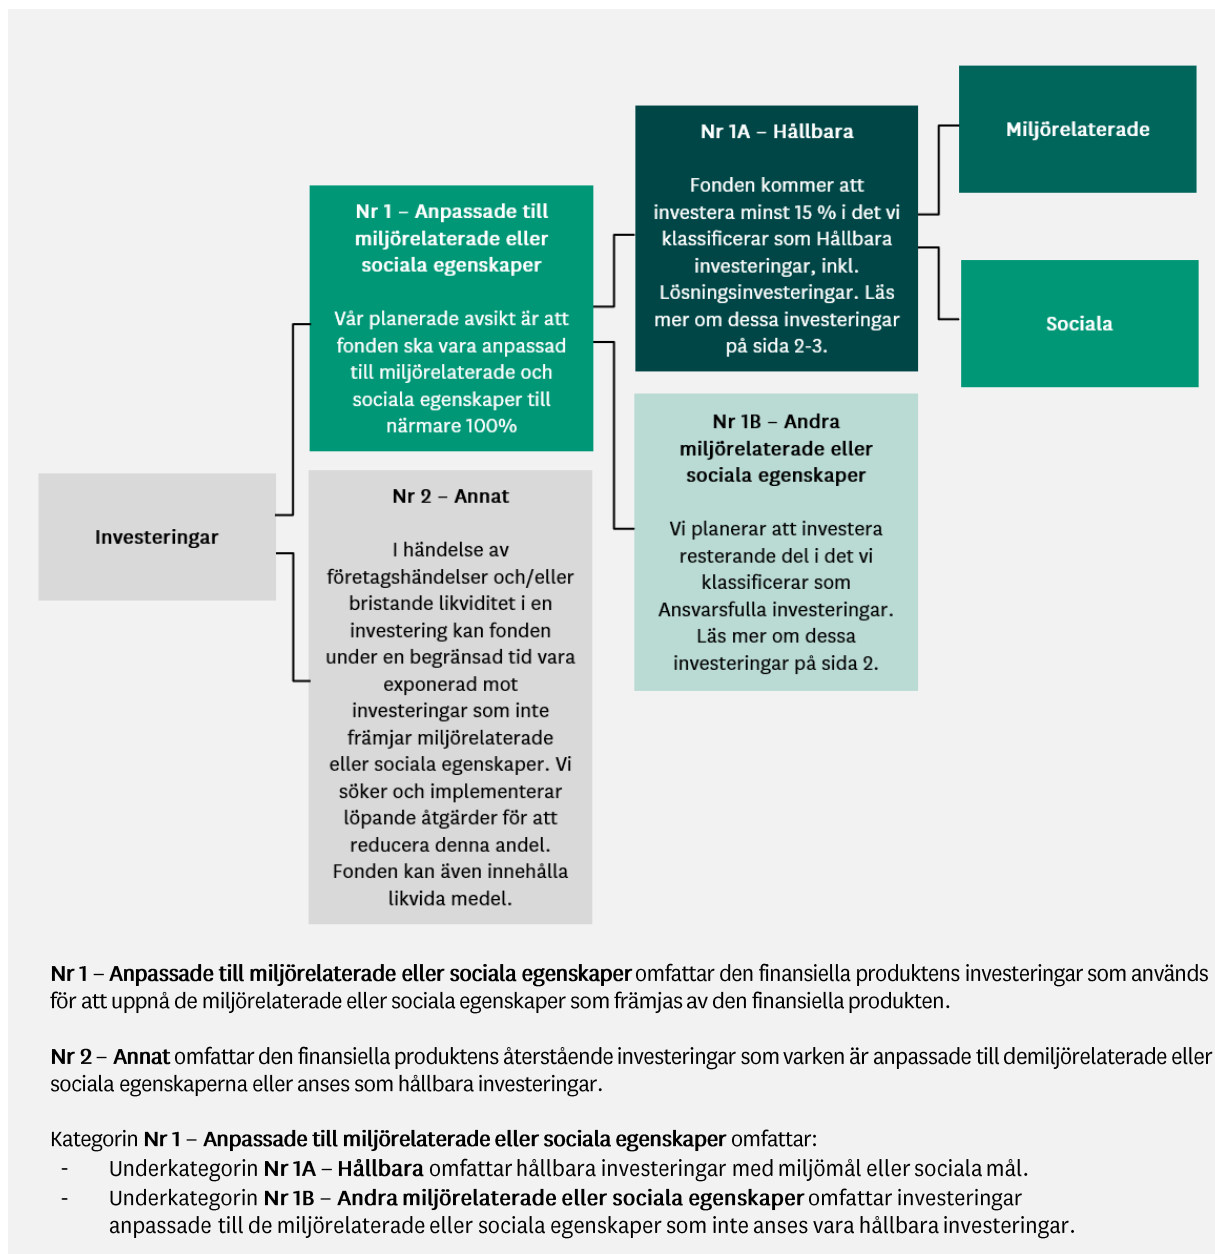 Investeringar
Nr 1 – Anpassade till
miljörelaterade eller
sociala egenskaper
Vår planerade avsikt är att
fonden ska vara anpassad
till miljörelaterade och
sociala egenskaper till
närmare 100%
Nr 2 – Annat
I händelse av
företagshändelser och/eller
bristande likviditet i en
investering kan fonden
under en begränsad tid vara
exponerad mot
investeringar som inte
främjar miljörelaterade
eller sociala egenskaper. Vi
söker och implementerar
löpande åtgärder för att
reducera denna andel.
Fonden kan även innehålla
likvida medel.
Nr 1A – Hållbara
Fonden kommer att
investera minst 15 % i det vi
klassificerar som Hållbara
investeringar, inkl.
Lösningsinvesteringar. Läs
mer om dessa investeringar
på sida 2-3.
Nr 1B – Andra
miljörelaterade eller
sociala egenskaper
Vi planerar att investera
resterande del i det vi
klassificerar som
Ansvarsfulla investeringar.
Läs mer om dessa
investeringar på sida 2.
Miljörelaterade
Sociala
Nr 1 – Anpassade till miljörelaterade eller sociala egenskaper omfattar den finansiella produktens investeringar som används
för att uppnå de miljörelaterade eller sociala egenskaper som främjas av den finansiella produkten.
Nr 2 – Annat omfattar den finansiella produktens återstående investeringar som varken är anpassade till demiljörelaterade eller
sociala egenskaperna eller anses som hållbara investeringar.
Kategorin Nr 1 – Anpassade till miljörelaterade eller sociala egenskaper omfattar:
- Underkategorin Nr 1A – Hållbara omfattar hållbara investeringar med miljömål eller sociala mål.
- Underkategorin Nr 1B – Andra miljörelaterade eller sociala egenskaper omfattar investeringar
anpassade till de miljörelaterade eller sociala egenskaper som inte anses vara hållbara investeringar.